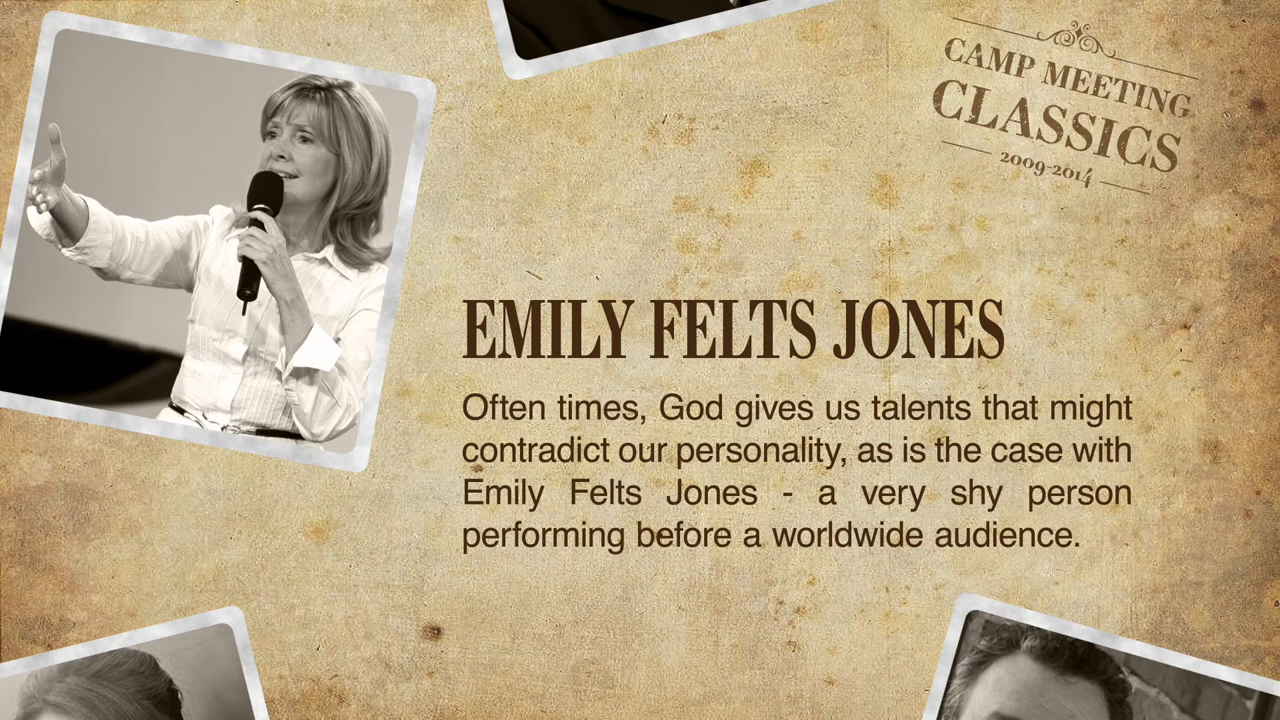 CAMP MEETING
CLASSICS
2009-2014
EMILY FELTS JONES
Often times, God gives us talents that might
contradict our personality, as is the case with
Emily Felts Jones - a very shy person
performing before a worldwide audience.